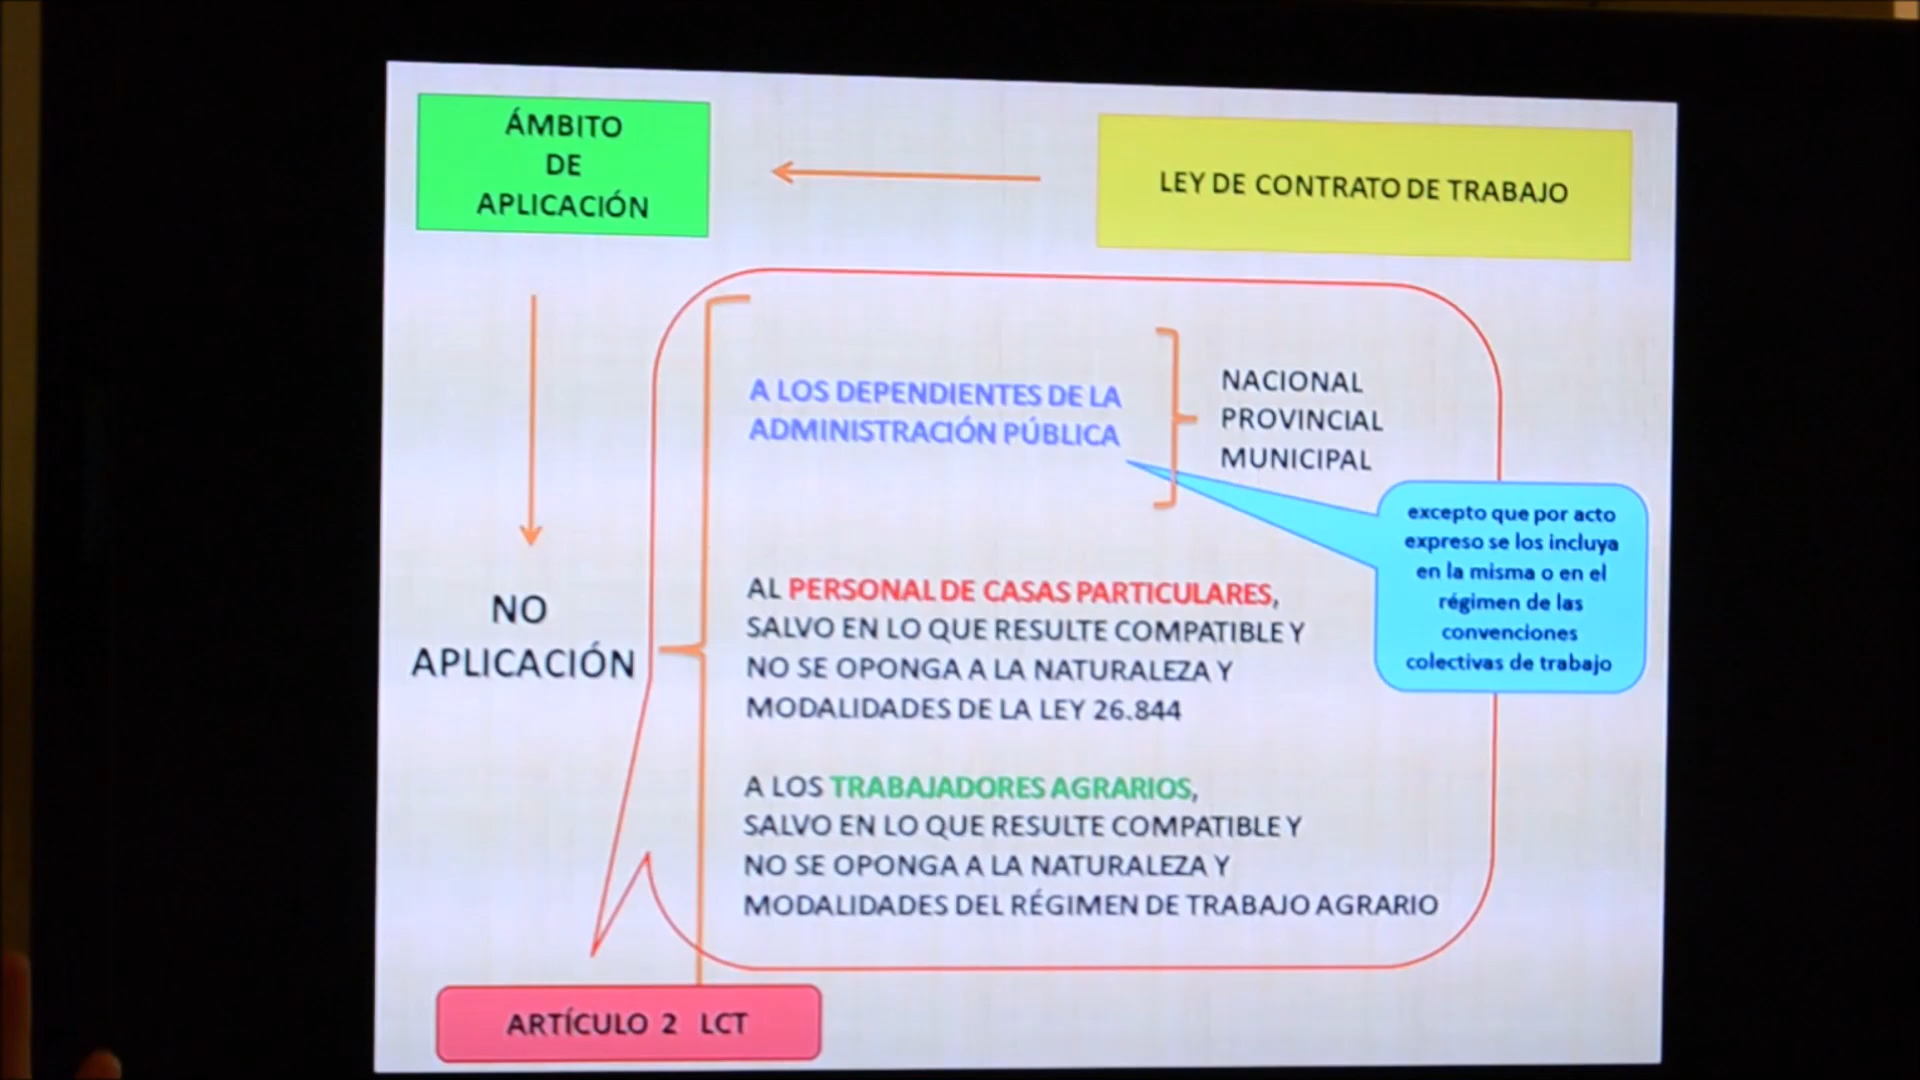 ÁMBITO
DE
APLICACIÓN
LEY DE CONTRATO DE TRABAJO
NO
APLICACIÓN
A LOS DEPENDIENTES DE LA
ADMINISTRACIÓN PÚBLICA
NACIONAL
PROVINCIAL
MUNICIPAL
excepto que por acto
expreso se los incluya
en la misma o en el
régimen de las
convenciones
colectivas de trabajo
AL PERSONAL DE CASAS PARTICULARES,
SALVO EN LO QUE RESULTE COMPATIBLE Y
NO SE OPONGA A LA NATURALEZA Y
MODALIDADES DE LA LEY 26.844
A LOS TRABAJADORES AGRARIOS,
SALVO EN LO QUE RESULTE COMPATIBLE Y
NO SE OPONGA A LA NATURALEZA Y
MODALIDADES DEL RÉGIMEN DE TRABAJO AGRARIO
ARTÍCULO 2 LCT